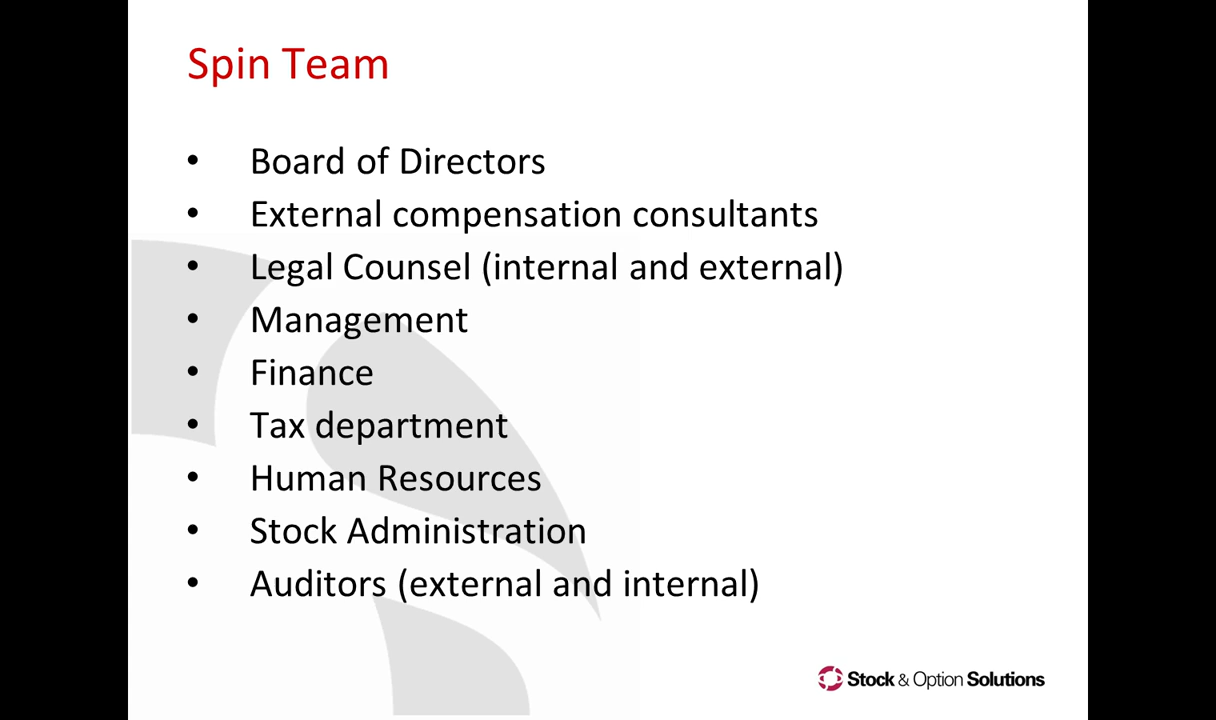 Spin Team
• Board of Directors
• External compensation consultants
• Legal Counsel (internal and external)
• Management
• Finance
• Tax department
• Human Resources
• Stock Administration
• Auditors (external and internal)
Stock & Option Solutions